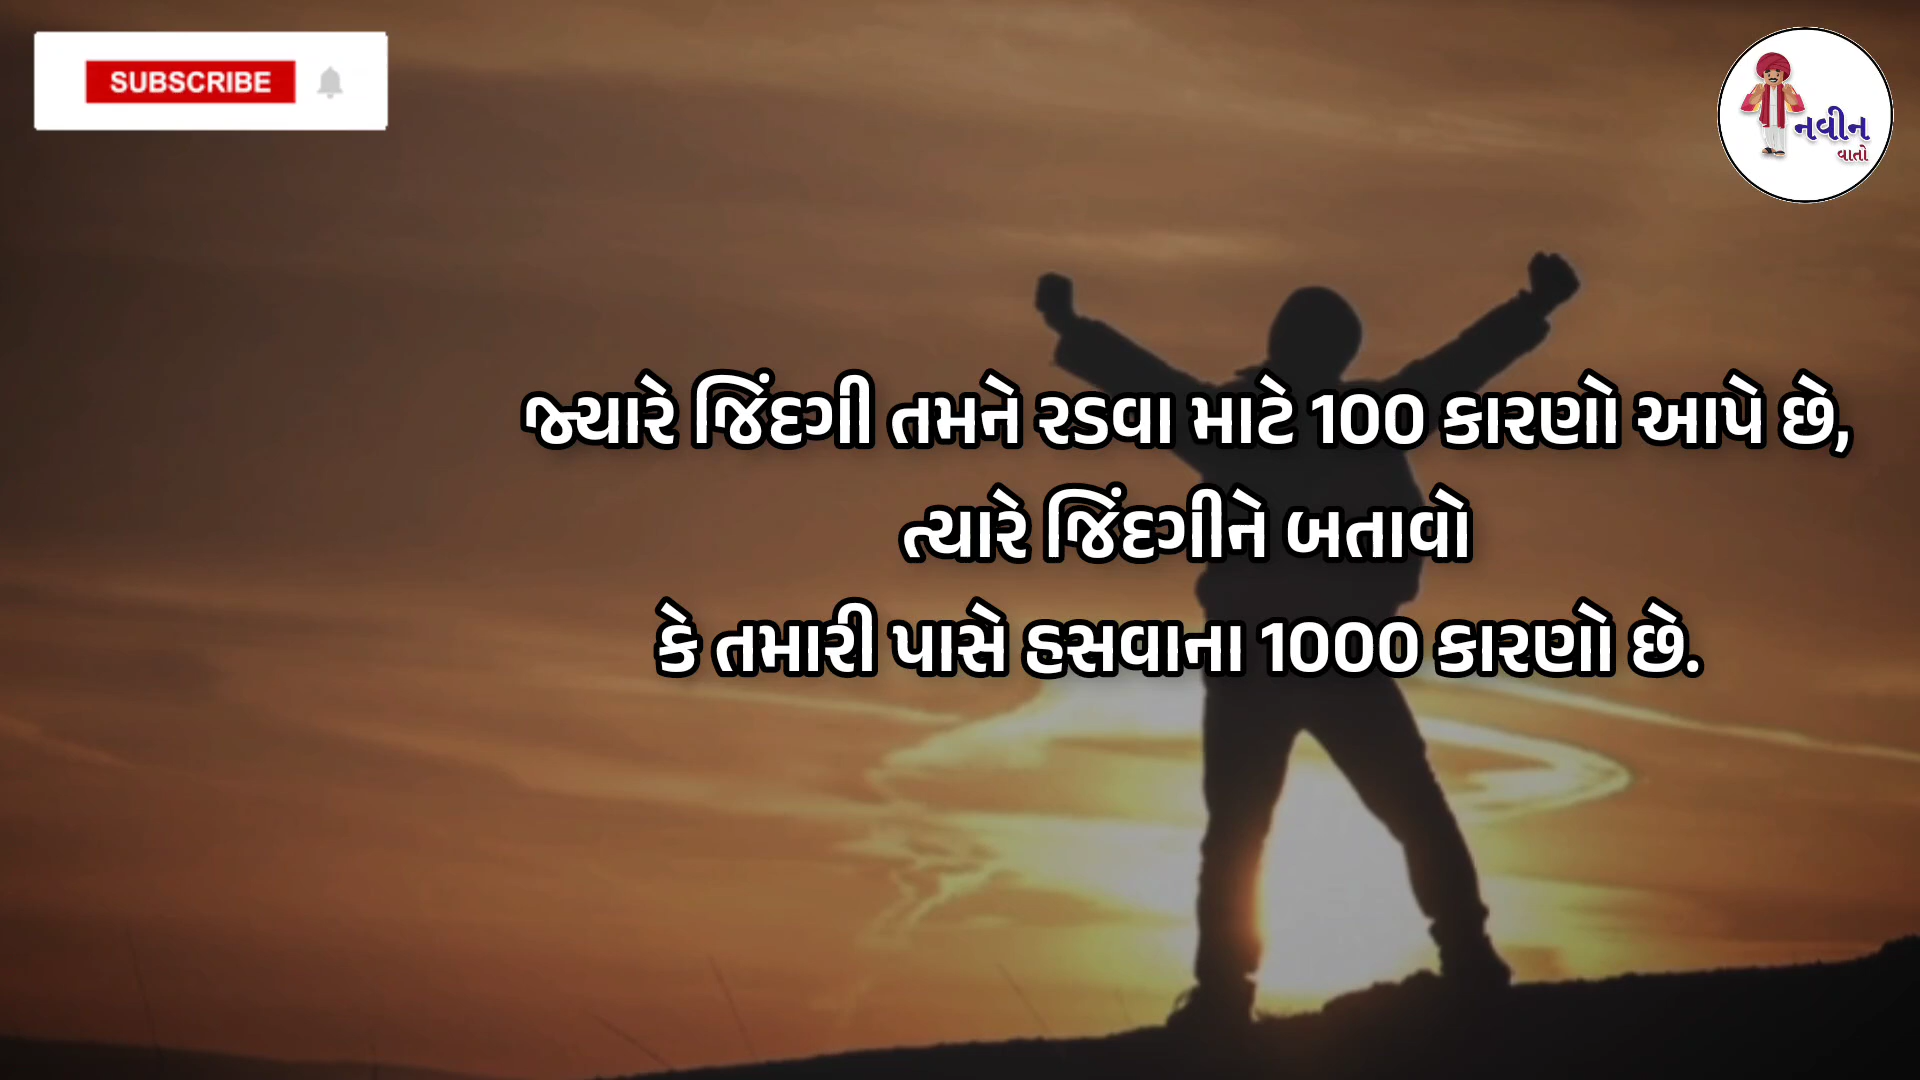 SUBSCRIBE
નવીન
વાતો
જ્યારે જિંદગી તમને રડવા માટે 100 કારણો આપે છે,
ત્યારે જિંદગીને બતાવો
કે તમારી પાસે હસવાના 1000 કારણો છે.